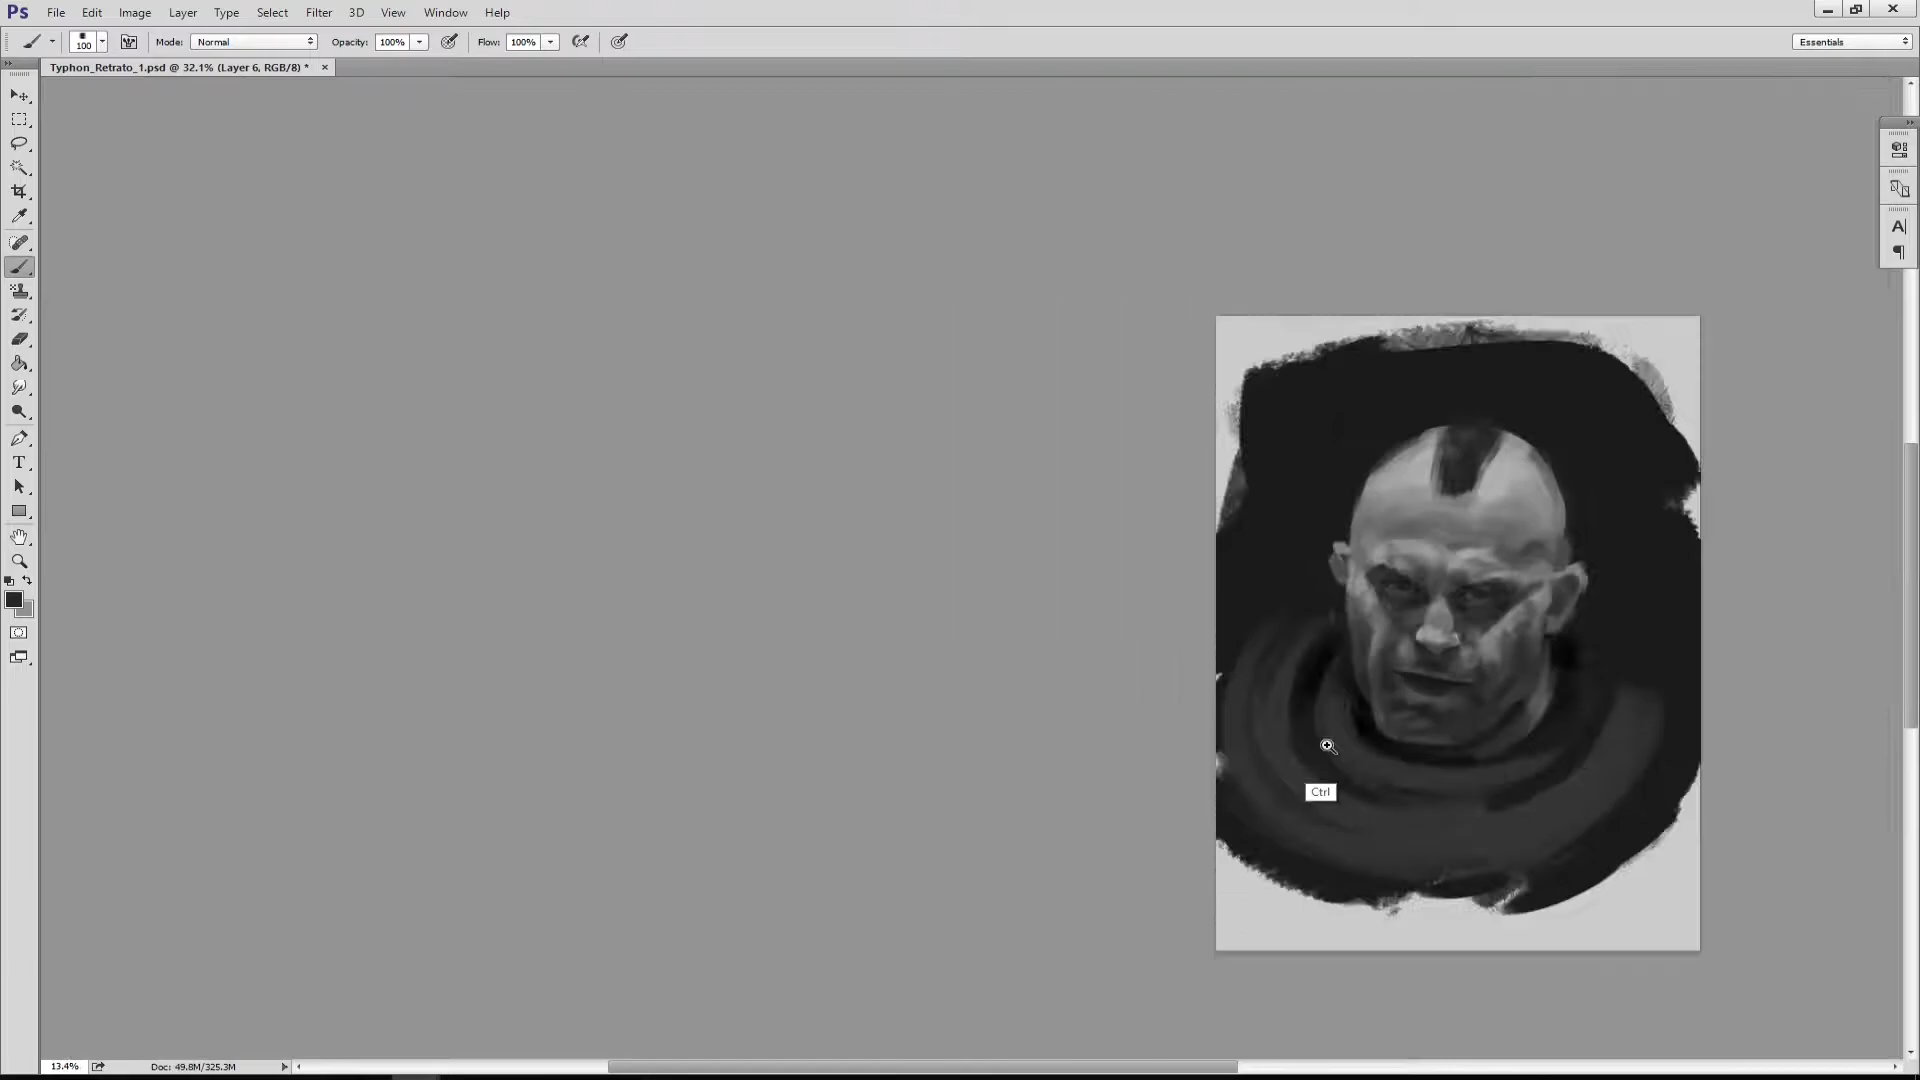 Ps File Edit Image Layer Type Select Filter 3D View Window Help
100 Mode: Normal Opacity: 100% Flow: 100% Essentials
Typhon_Retrato_1.psd @ 32.1% (Layer 6, RGB/8) * ×
A
T
Ctrl
13.4% Doc: 49.8M/325.3M